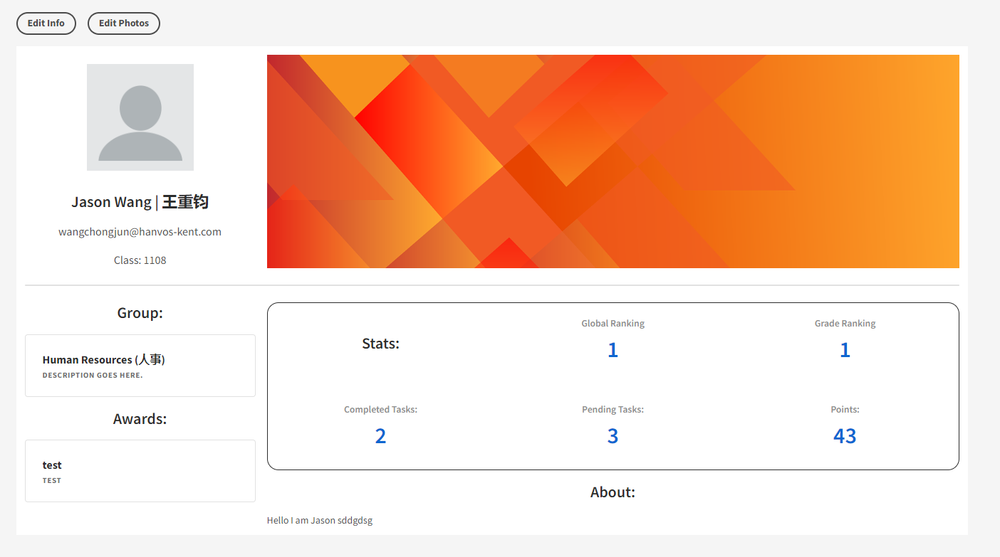 Edit Info
Edit Photos
Jason Wang | 王重钧
wangchongjun@hanvos-kent.com
Class: 1108
Group:
Human Resources (人事)
DESCRIPTION GOES HERE.
Awards:
test
TEST
Stats:
Global Ranking
1
Grade Ranking
1
Completed Tasks:
2
Pending Tasks:
3
Points:
43
About:
Hello I am Jason sddgdsg